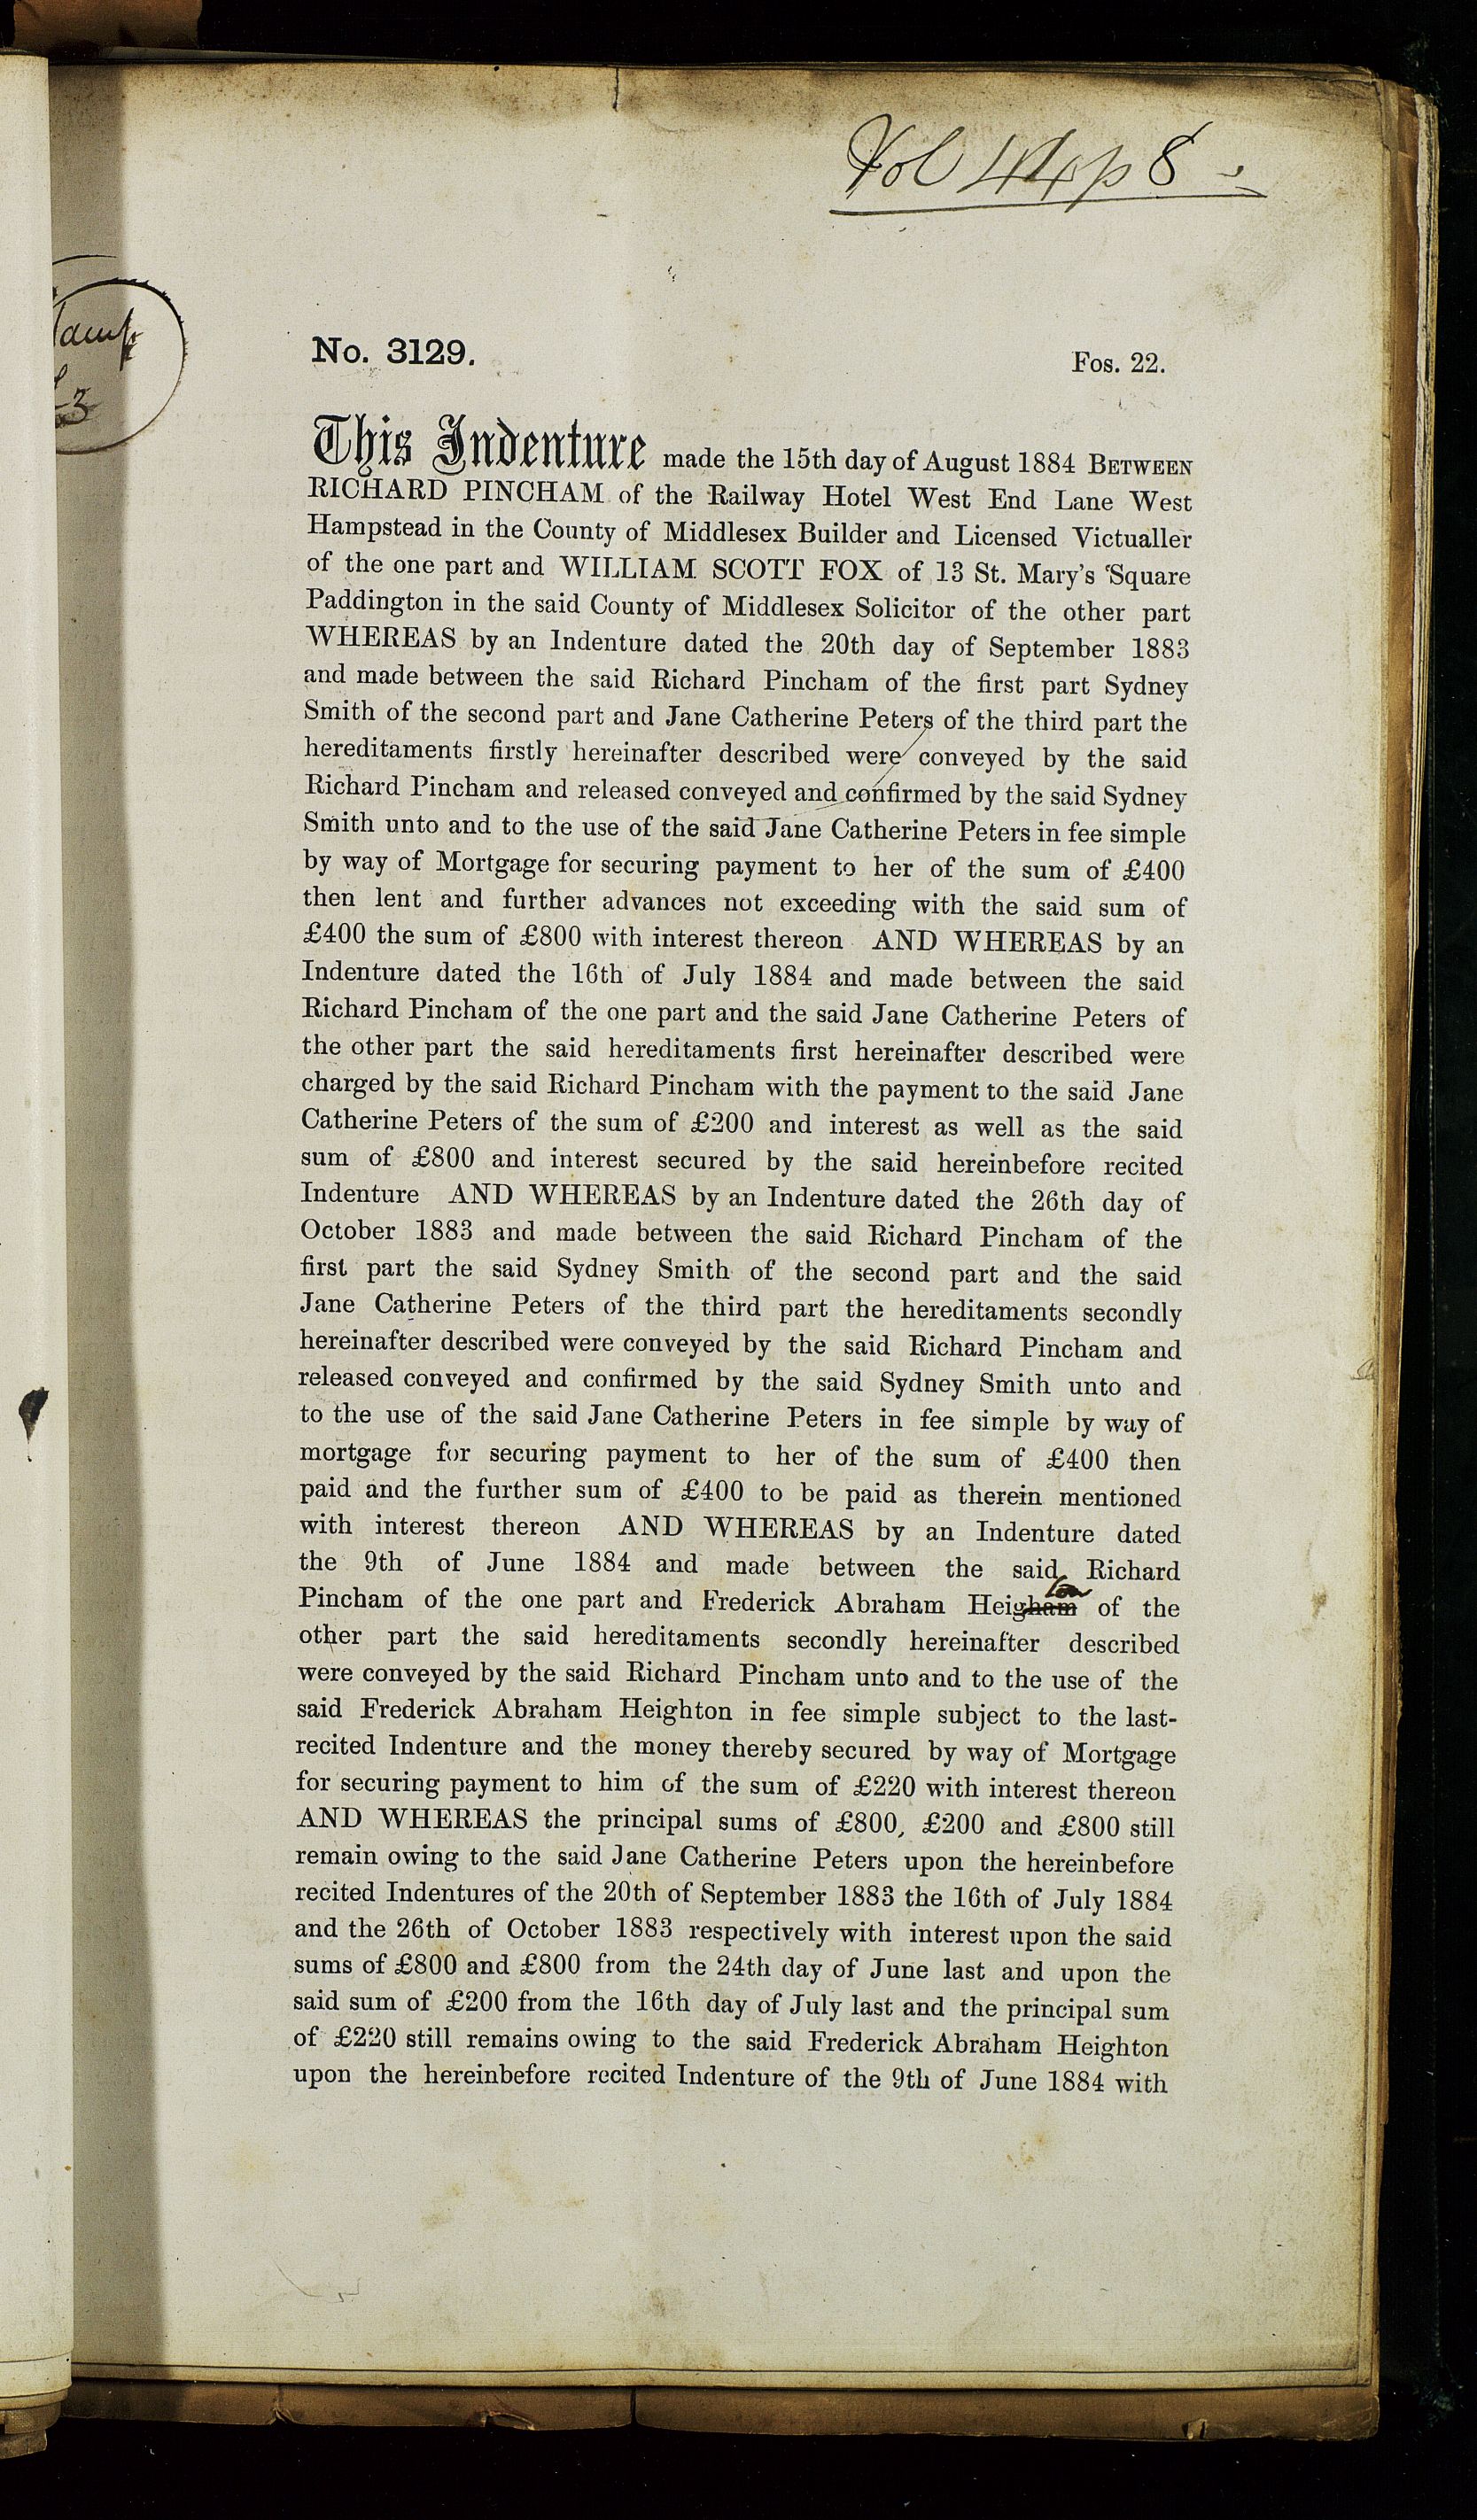 Vol 44 p 8
No. 3129.
Fos. 22.
This Indenture made the 15th day of August 1884 BETWEEN
RICHARD PINCHAM of the Railway Hotel West End Lane West
Hampstead in the County of Middlesex Builder and Licensed Victualler
of the one part and WILLIAM SCOTT FOX of 13 St. Mary's Square
Paddington in the said County of Middlesex Solicitor of the other part
WHEREAS by an Indenture dated the 20th day of September 1883
and made between the said Richard Pincham of the first part Sydney
Smith of the second part and Jane Catherine Peters of the third part the
hereditaments firstly hereinafter described were conveyed by the said
Richard Pincham and released conveyed and confirmed by the said Sydney
Smith unto and to the use of the said Jane Catherine Peters in fee simple
by way of Mortgage for securing payment to her of the sum of £400
then lent and further advances not exceeding with the said sum of
£400 the sum of £800 with interest thereon AND WHEREAS by an
Indenture dated the 16th of July 1884 and made between the said
Richard Pincham of the one part and the said Jane Catherine Peters of
the other part the said hereditaments first hereinafter described were
charged by the said Richard Pincham with the payment to the said Jane
Catherine Peters of the sum of £200 and interest as well as the said
sum of £800 and interest secured by the said hereinbefore recited
Indenture AND WHEREAS by an Indenture dated the 26th day of
October 1883 and made between the said Richard Pincham of the
first part the said Sydney Smith of the second part and the said
Jane Catherine Peters of the third part the hereditaments secondly
hereinafter described were conveyed by the said Richard Pincham and
released conveyed and confirmed by the said Sydney Smith unto and
to the use of the said Jane Catherine Peters in fee simple by way of
mortgage for securing payment to her of the sum of £400 then
paid and the further sum of £400 to be paid as therein mentioned
with interest thereon AND WHEREAS by an Indenture dated
the 9th of June 1884 and made between the said Richard
ton
Pincham of the one part and Frederick Abraham Heigham of the
other part the said hereditaments secondly hereinafter described
were conveyed by the said Richard Pincham unto and to the use of the
said Frederick Abraham Heighton in fee simple subject to the last-
recited Indenture and the money thereby secured by way of Mortgage
for securing payment to him of the sum of £220 with interest thereon
AND WHEREAS the principal sums of £800, £200 and £800 still
remain owing to the said Jane Catherine Peters upon the hereinbefore
recited Indentures of the 20th of September 1883 the 16th of July 1884
and the 26th of October 1883 respectively with interest upon the said
sums of £800 and £800 from the 24th day of June last and upon the
said sum of £200 from the 16th day of July last and the principal sum
of £220 still remains owing to the said Frederick Abraham Heighton
upon the hereinbefore recited Indenture of the 9th of June 1884 with